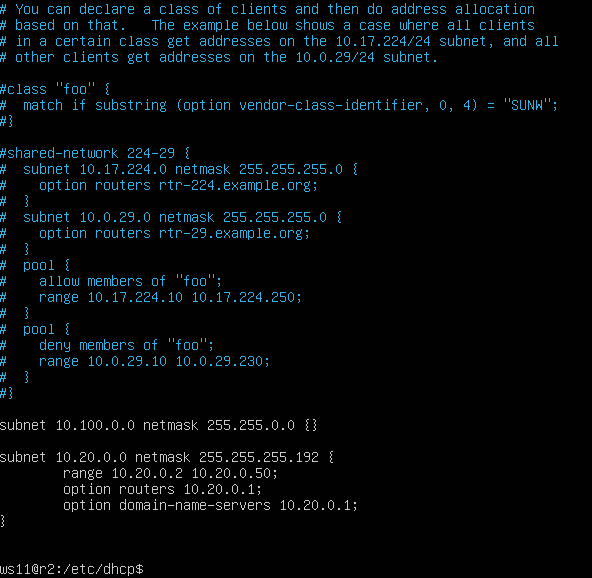 # You can declare a class of clients and then do address allocation
# based on that.   The example below shows a case where all clients
# in a certain class get addresses on the 10.17.224/24 subnet, and all
# other clients get addresses on the 10.0.29/24 subnet.

#class "foo" {
#  match if substring (option vendor-class-identifier, 0, 4) = "SUNW";
#}

#shared-network 224-29 {
#  subnet 10.17.224.0 netmask 255.255.255.0 {
#    option routers rtr-224.example.org;
#  }
#  subnet 10.0.29.0 netmask 255.255.255.0 {
#    option routers rtr-29.example.org;
#  }
#  pool {
#    allow members of "foo";
#    range 10.17.224.10 10.17.224.250;
#  }
#  pool {
#    deny members of "foo";
#    range 10.0.29.10 10.0.29.230;
#  }
#}

subnet 10.100.0.0 netmask 255.255.0.0 {}

subnet 10.20.0.0 netmask 255.255.255.192 {
        range 10.20.0.2 10.20.0.50;
        option routers 10.20.0.1;
        option domain-name-servers 10.20.0.1;
}

ws11@r2:/etc/dhcp$